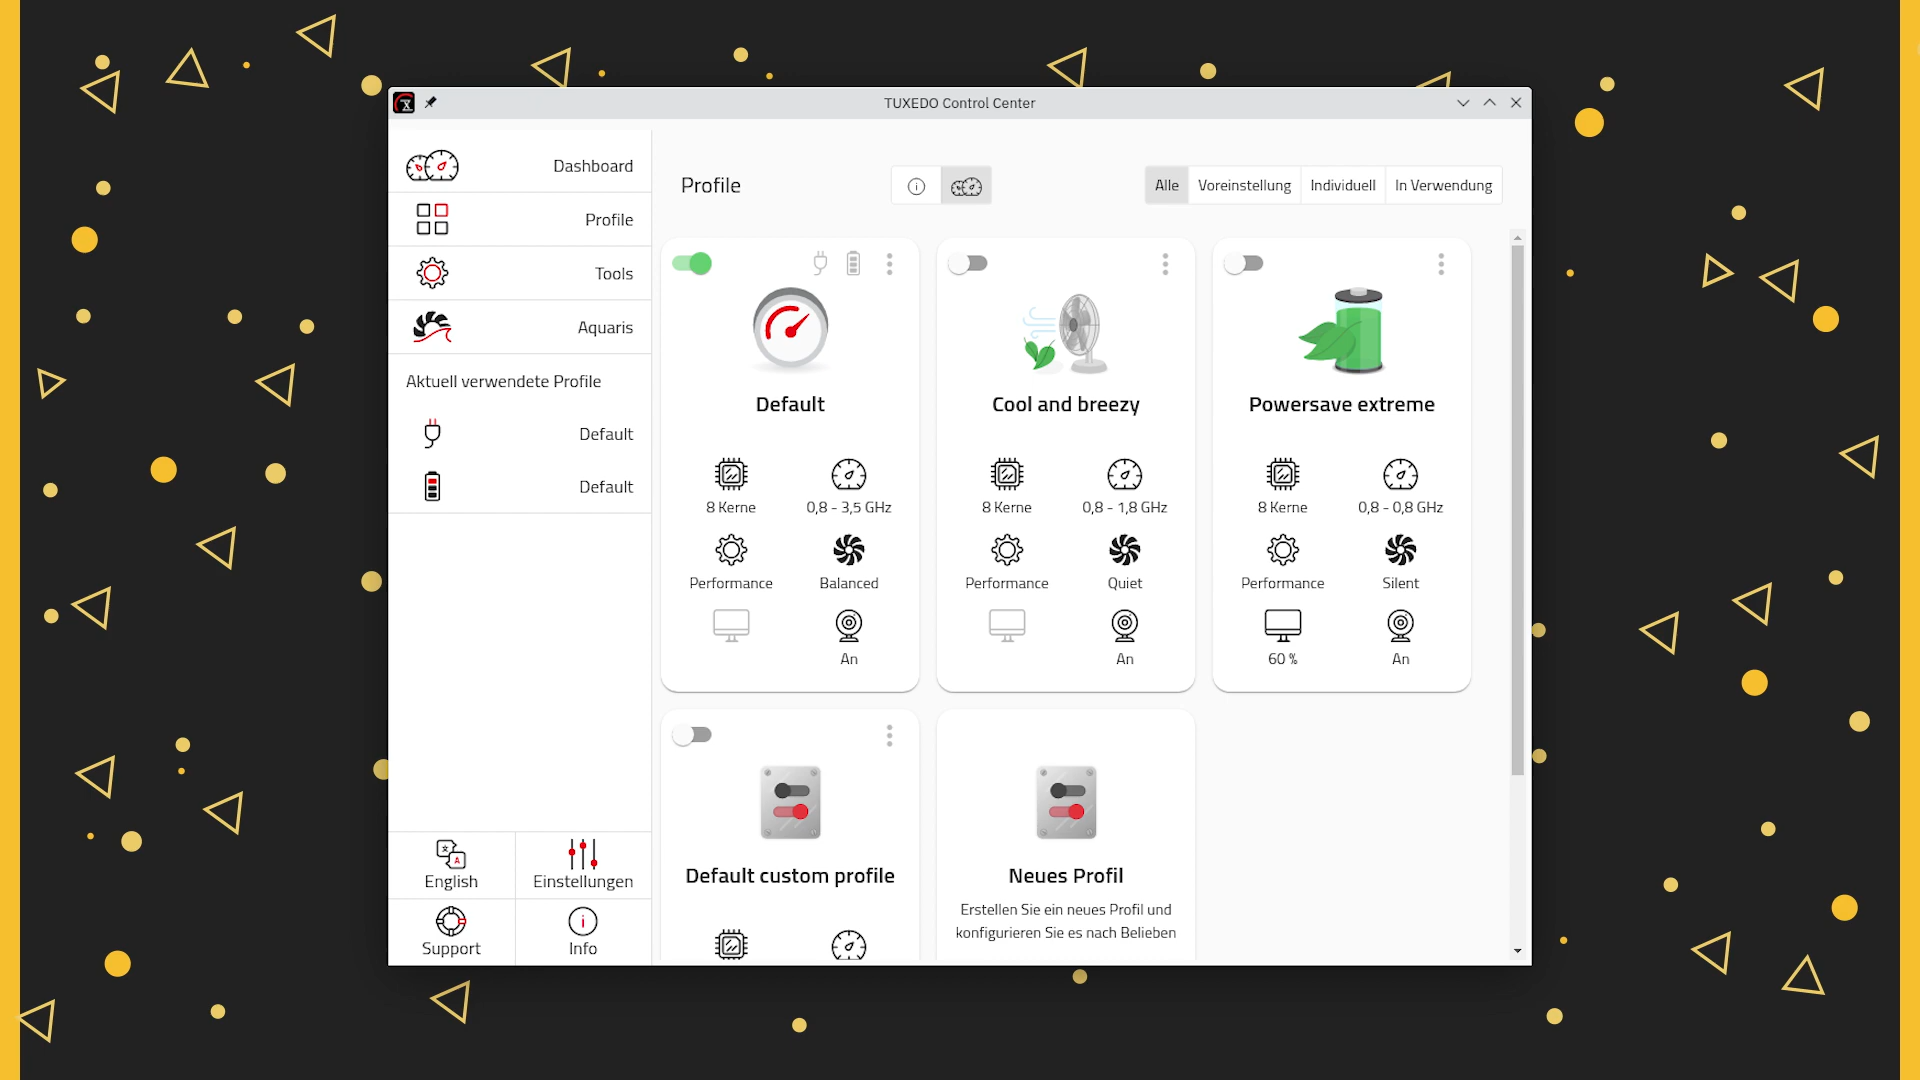 TUXEDO Control Center
Dashboard
Profile
Tools
Aquaris
Aktuell verwendete Profile
Default
Default
English
Einstellungen
Support
Info
Profile
Alle
Voreinstellung
Individuell
In Verwendung
Default
8 Kerne
0,8 - 3,5 GHz
Performance
Balanced
An
Cool and breezy
8 Kerne
0,8 - 1,8 GHz
Performance
Quiet
An
Powersave extreme
8 Kerne
0,8 - 0,8 GHz
Performance
Silent
60 %
An
Default custom profile
Neues Profil
Erstellen Sie ein neues Profil und
konfigurieren Sie es nach Belieben